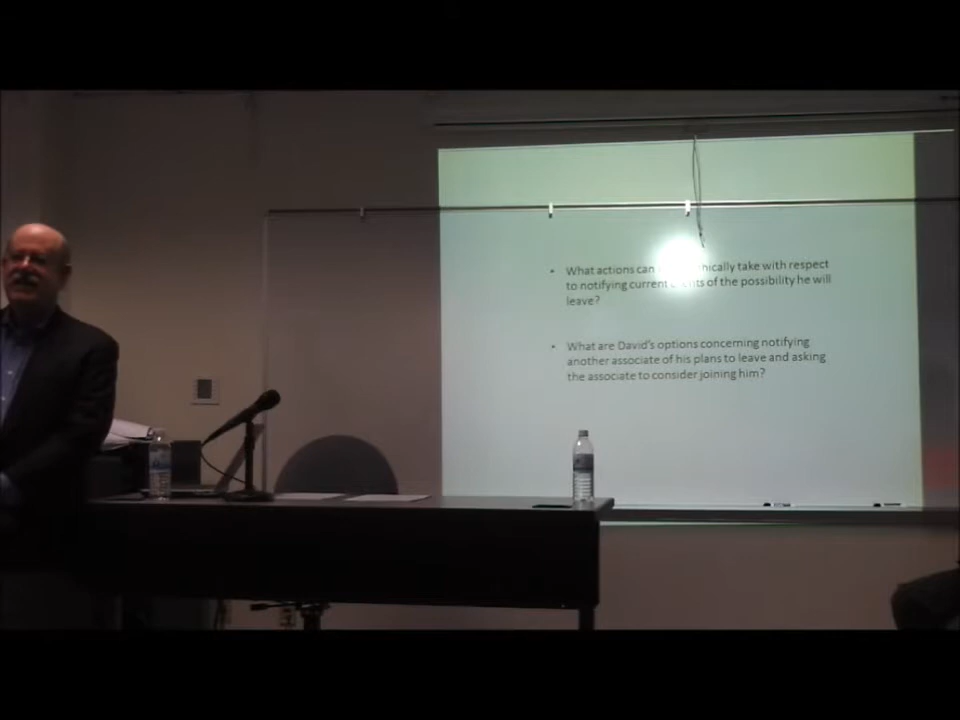 • What actions can hically take with respect
to notifying current of the possibility he will
leave?
• What are David's options concerning notifying
another associate of his plans to leave and asking
the associate to consider joining him?